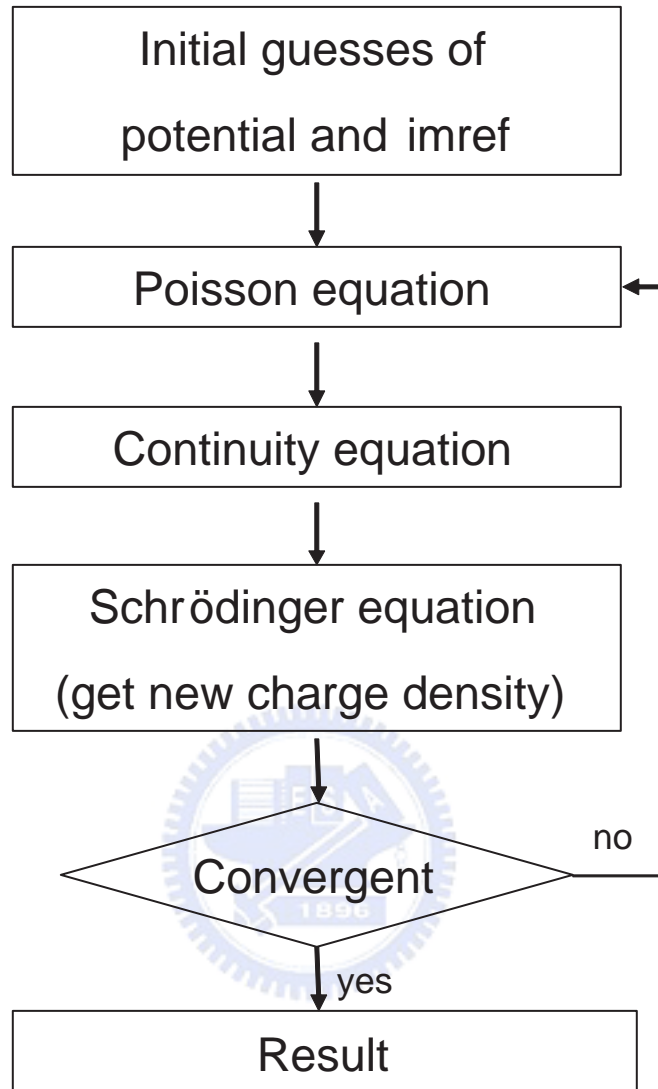 Initial guesses of
potential and imref
Poisson equation
Continuity equation
Schrödinger equation
(get new charge density)
Convergent
no
1896
yes
Result